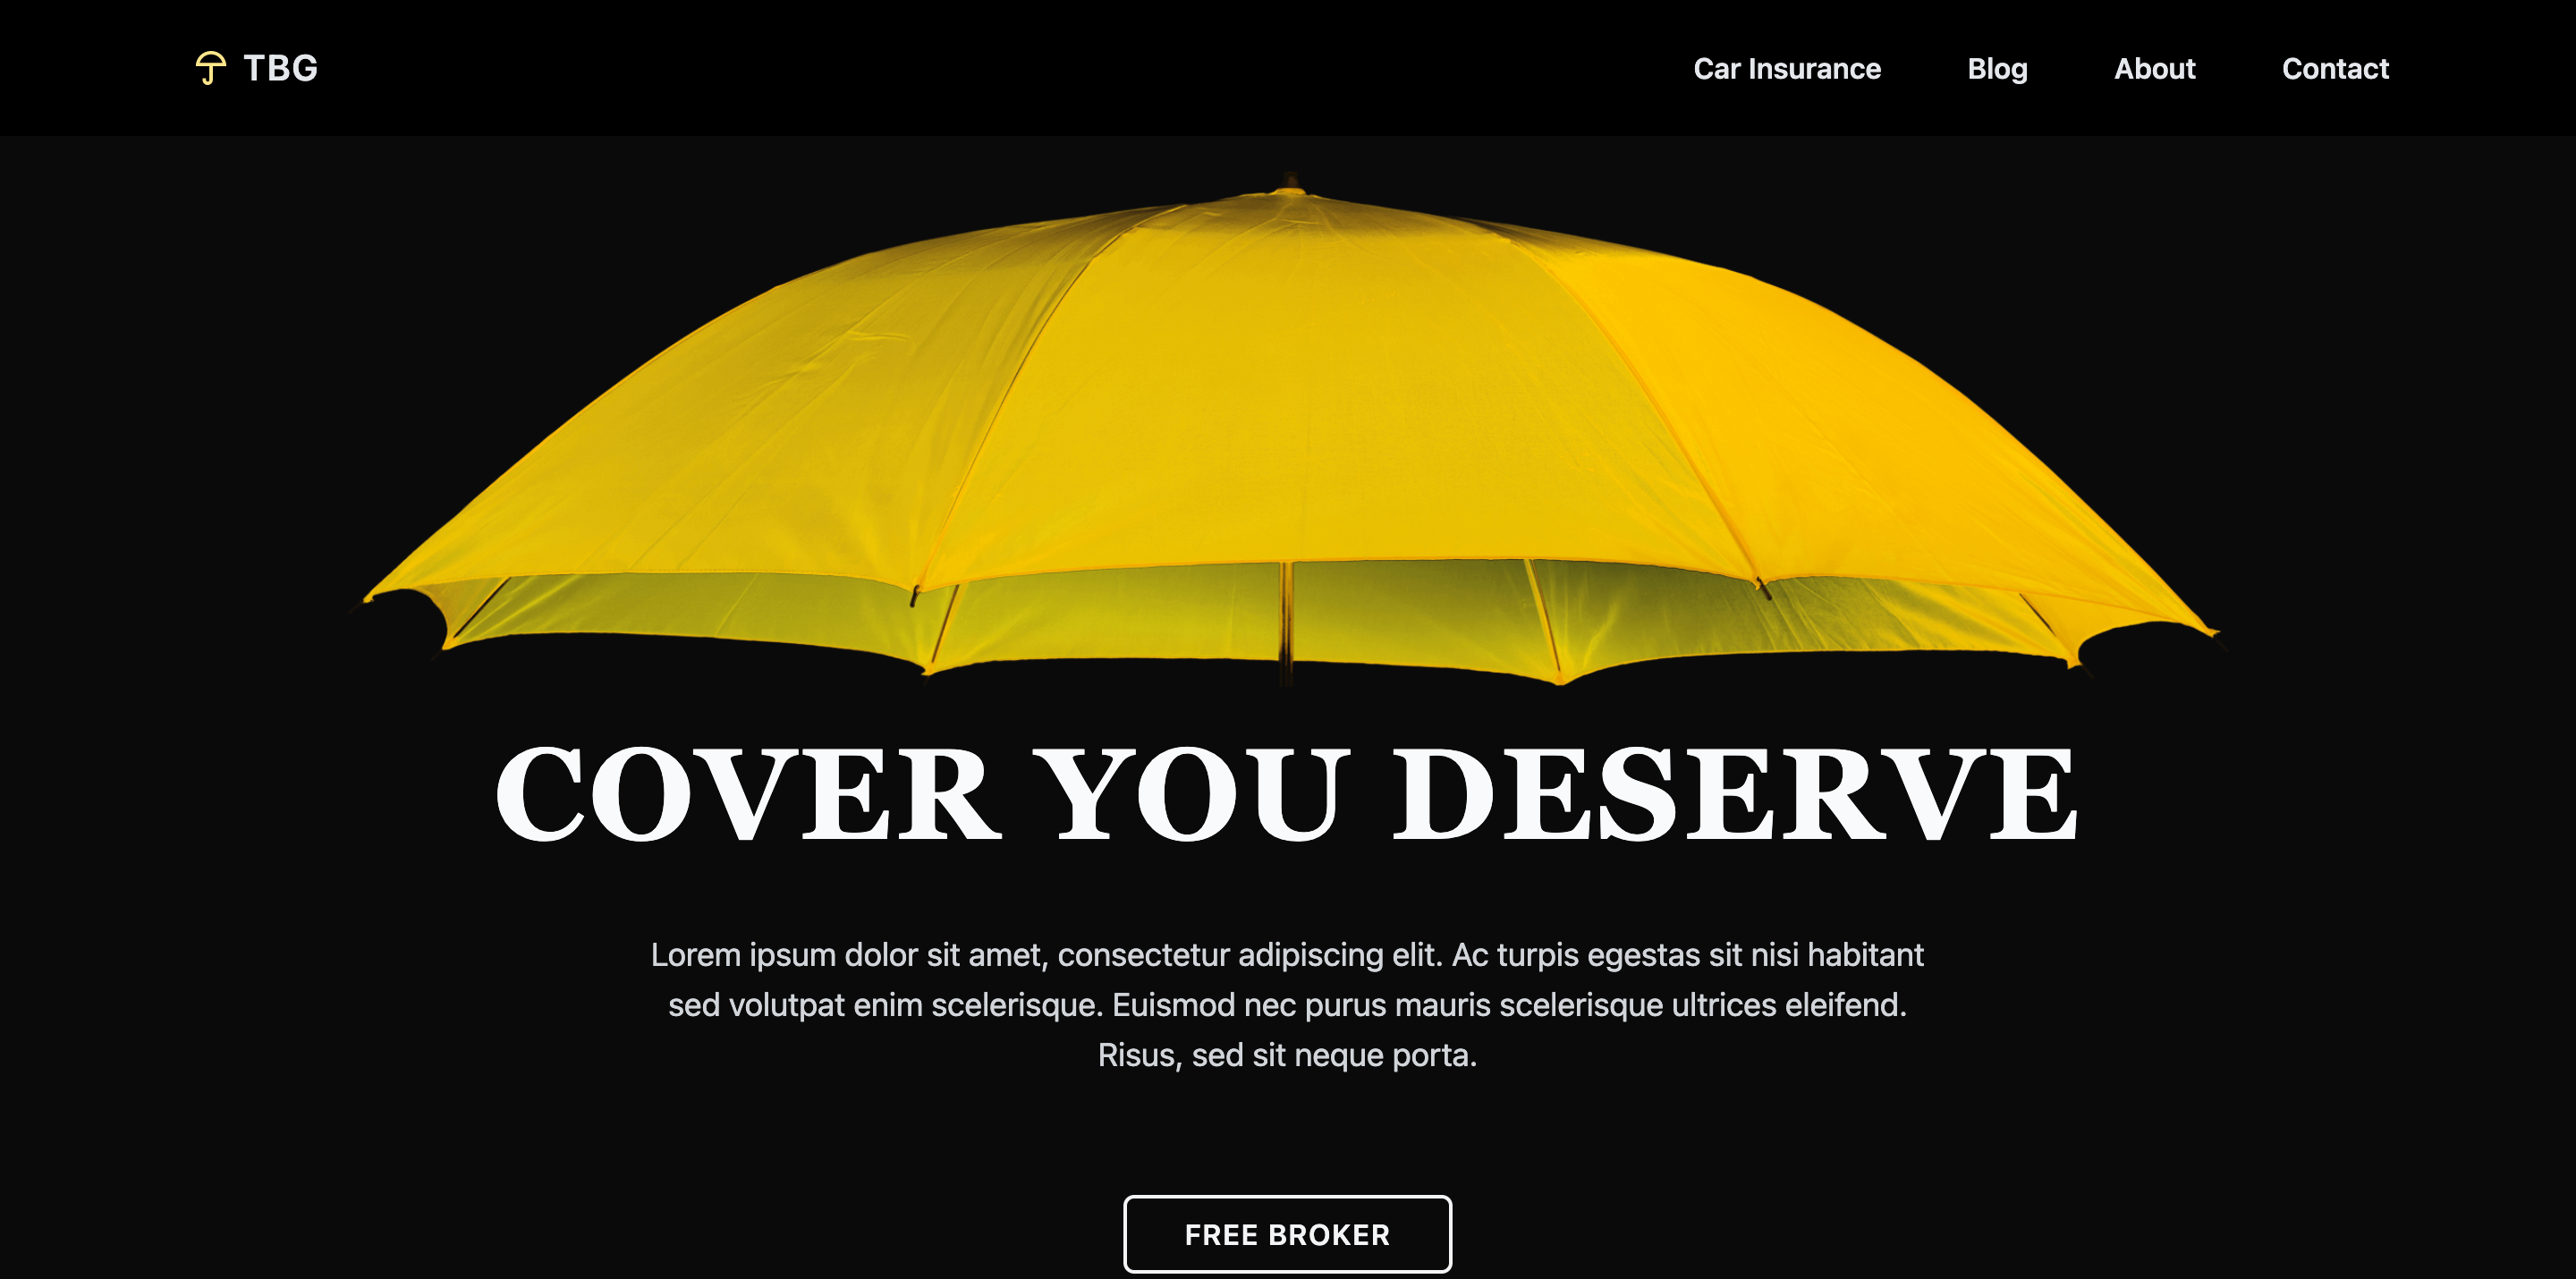 TBG
Car Insurance
Blog
About
Contact
COVER YOU DESERVE
Lorem ipsum dolor sit amet, consectetur adipiscing elit. Ac turpis egestas sit nisi habitant
sed volutpat enim scelerisque. Euismod nec purus mauris scelerisque ultrices eleifend.
Risus, sed sit neque porta.
FREE BROKER